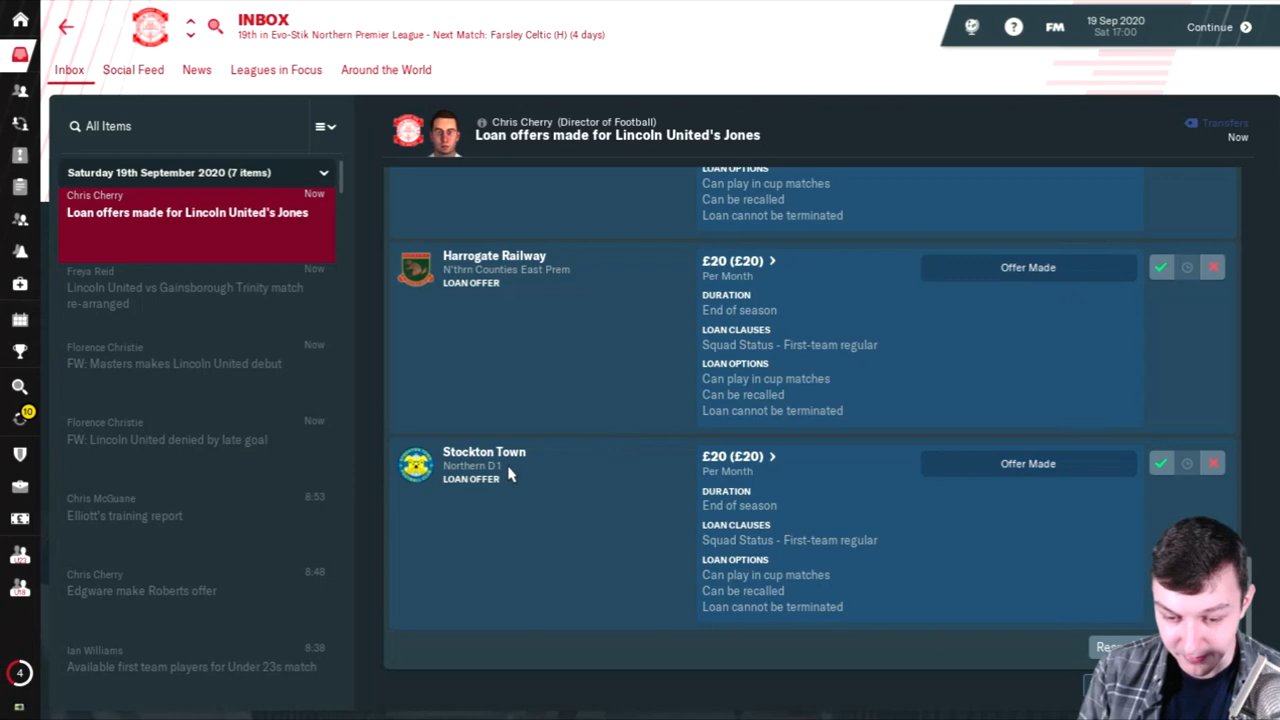 INBOX
19th in Evo-Stik Northern Premier League - Next Match: Farsley Celtic (H) (4 days)
? FM 19 Sep 2020
Sat 17:00
Continue
Inbox Social Feed News Leagues in Focus Around the World
All Items
Saturday 19th September 2020 (7 items)
Chris Cherry Now
Loan offers made for Lincoln United's Jones
Freya Reid Now
Lincoln United vs Gainsborough Trinity match
re-arranged
Florence Christie Now
FW: Masters makes Lincoln United debut
Florence Christie Now
FW: Lincoln United denied by late goal
Chris McGuane 8:53
Elliott's training report
Chris Cherry 8:48
Edgware make Roberts offer
Ian Williams 8:38
Available first team players for Under 23s match
10
U23
U18
4
Chris Cherry (Director of Football)
Loan offers made for Lincoln United's Jones
Transfers
Now
LOAN OPTIONS
Can play in cup matches
Can be recalled
Loan cannot be terminated
Harrogate Railway
N'thrn Counties East Prem
LOAN OFFER
£20 (£20)
Per Month
Offer Made
DURATION
End of season
LOAN CLAUSES
Squad Status - First-team regular
LOAN OPTIONS
Can play in cup matches
Can be recalled
Loan cannot be terminated
Stockton Town
Northern D1
LOAN OFFER
£20 (£20)
Per Month
Offer Made
DURATION
End of season
LOAN CLAUSES
Squad Status - First-team regular
LOAN OPTIONS
Can play in cup matches
Can be recalled
Loan cannot be terminated